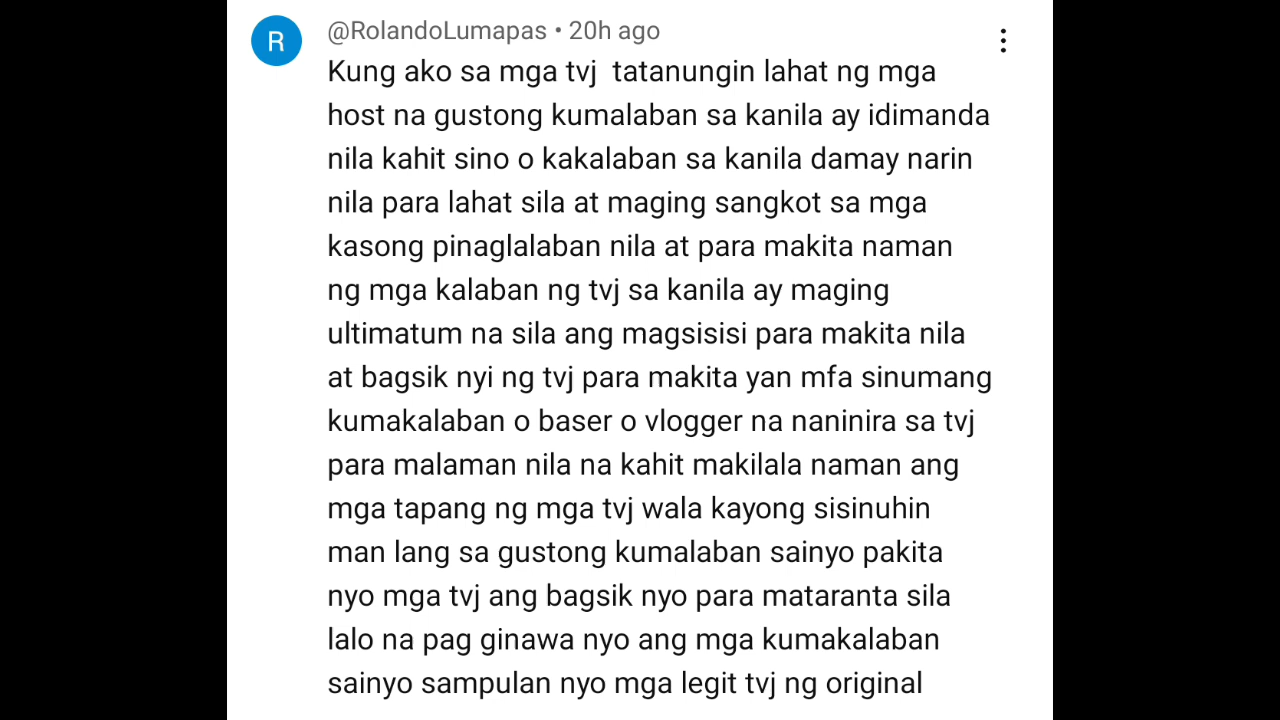 R
@RolandoLumapas • 20h ago
Kung ako sa mga tvj  tatanungin lahat ng mga
host na gustong kumalaban sa kanila ay idimanda
nila kahit sino o kakalaban sa kanila damay narin
nila para lahat sila at maging sangkot sa mga
kasong pinaglalaban nila at para makita naman
ng mga kalaban ng tvj sa kanila ay maging
ultimatum na sila ang magsisisi para makita nila
at bagsik nyi ng tvj para makita yan mfa sinumang
kumakalaban o baser o vlogger na naninira sa tvj
para malaman nila na kahit makilala naman ang
mga tapang ng mga tvj wala kayong sisinuhin
man lang sa gustong kumalaban sainyo pakita
nyo mga tvj ang bagsik nyo para mataranta sila
lalo na pag ginawa nyo ang mga kumakalaban
sainyo sampulan nyo mga legit tvj ng original